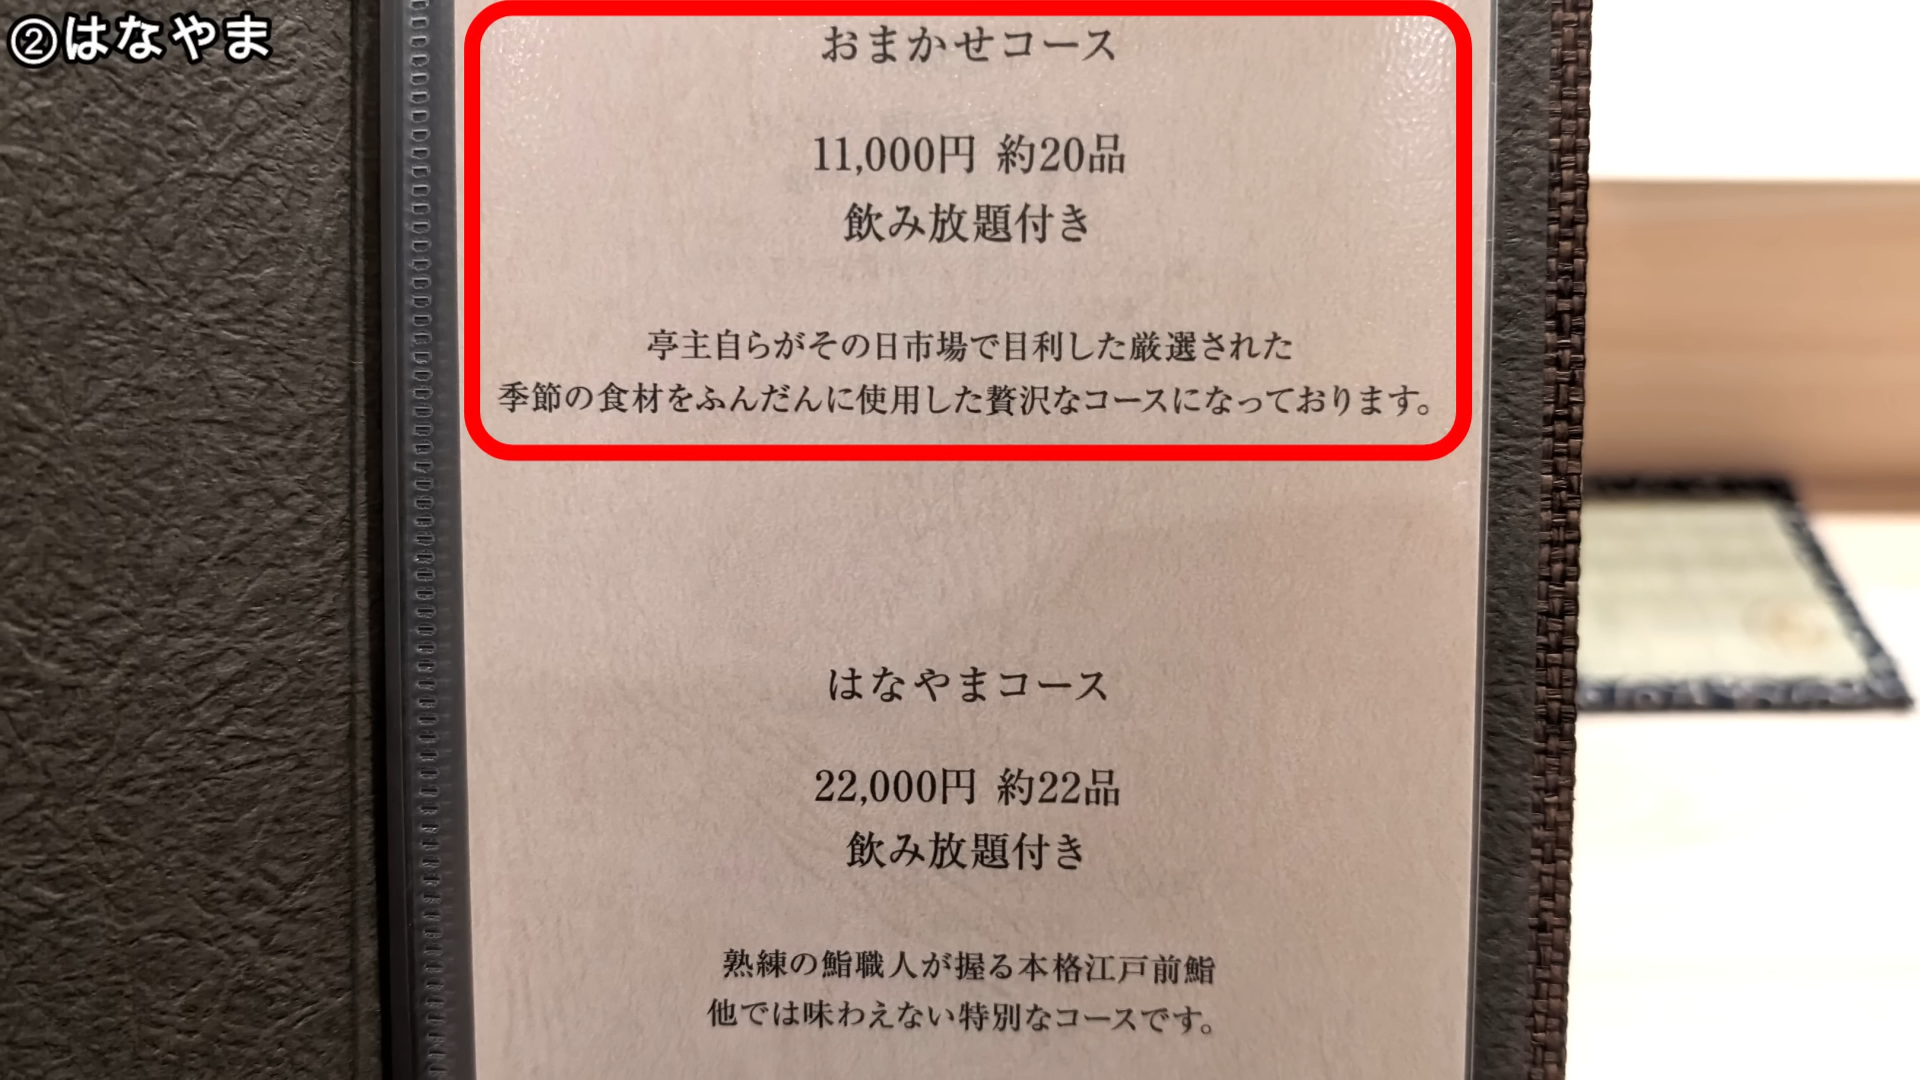 ②はなやま
おまかせコース
11,000円 約20品
飲み放題付き
亭主自らがその日市場で目利した厳選された
季節の食材をふんだんに使用した贅沢なコースになっております。
はなやまコース
22,000円 約22品
飲み放題付き
熟練の鮨職人が握る本格江戸前鮨
他では味わえない特別なコースです。